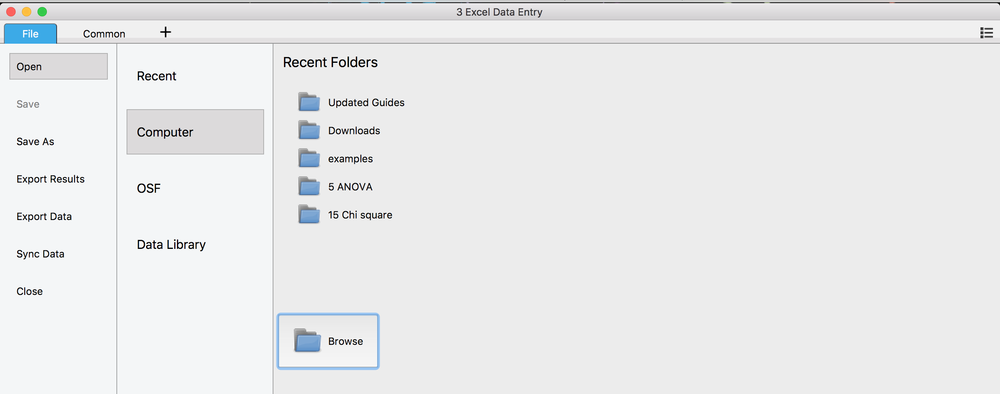 3 Excel Data Entry
File
Common
+
Open
Save
Save As
Export Results
Export Data
Sync Data
Close
Recent
Computer
OSF
Data Library
Recent Folders
Updated Guides
Downloads
examples
5 ANOVA
15 Chi square
Browse